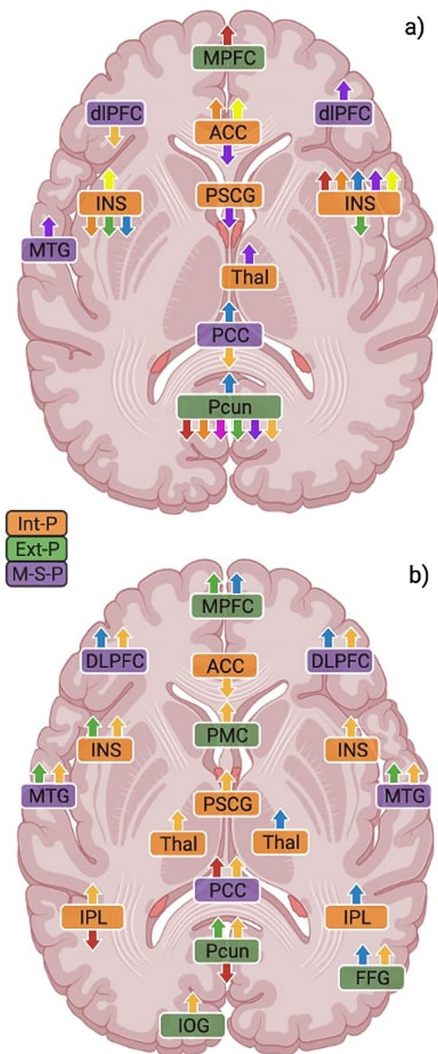 a)
MPFC
dlPFC
dlPFC
ACC
INS
PSCG
INS
MTG
Thal
PCC
Pcun
Int-P
Ext-P
M-S-P
b)
MPFC
DLPFC
ACC
DLPFC
INS
PMC
INS
MTG
PSCG
MTG
Thal
Thal
PCC
IPL
IPL
Pcun
FFG
IOG